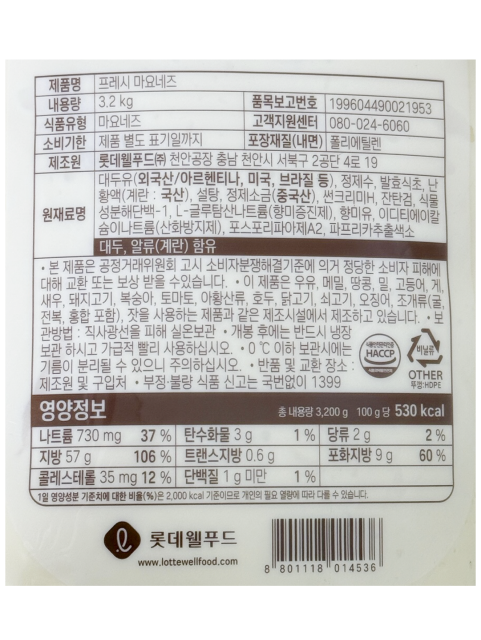 제품명 프레시 마요네즈
내용량 3.2 kg 품목보고번호 199604490021953
식품유형 마요네즈 고객지원센터 080-024-6060
소비기한 제품 별도 표기일까지 포장재질(내면) 폴리에틸렌
제조원 롯데웰푸드㈜ 천안공장 충남 천안시 서북구 2공단 4로 19
대두유(외국산/아르헨티나, 미국, 브라질 등), 정제수, 발효식초, 난
황액(계란 : 국산), 설탕, 정제소금(중국산), 썬크리미H, 잔탄검, 식물
원재료명 성분해단백-1, L-글루탐산나트륨(향미증진제), 향미유, 이디티에이칼
슘이나트륨(산화방지제), 포스포리파아제A2, 파프리카추출색소
대두, 알류(계란) 함유
• 본 제품은 공정거래위원회 고시 소비자분쟁해결기준에 의거 정당한 소비자 피해에
대해 교환 또는 보상 받을 수있습니다. • 이 제품은 우유, 메밀, 땅콩, 밀, 고등어, 게,
새우, 돼지고기, 복숭아, 토마토, 아황산류, 호두, 닭고기, 쇠고기, 오징어, 조개류(굴,
전복, 홍합 포함), 잣을 사용하는 제품과 같은 제조시설에서 제조하고 있습니다. • 보
관방법 : 직사광선을 피해 실온보관 • 개봉 후에는 반드시 냉장
보관 하시고 가급적 빨리 사용하십시오. • 0℃ 이하 보관시에는
기름이 분리될 수 있으니 주의하십시오. • 반품 및 교환 장소 :
제조원 및 구입처 • 부정·불량 식품 신고는 국번없이 1399
HACCP
비닐류
OTHER
뚜껑:HDPE
영양정보 총 내용량 3,200 g 100 g 당 530 kcal
나트륨 730 mg 37 % 탄수화물 3 g 1 % 당류 2 g 2 %
지방 57 g 106 % 트랜스지방 0.6 g 포화지방 9 g 60 %
콜레스테롤 35 mg 12 % 단백질 1 g 미만 1 %
1일 영양성분 기준치에 대한 비율(%)은 2,000 kcal 기준이므로 개인의 필요 열량에 따라 다를 수 있습니다.
롯데웰푸드
www.lottewellfood.com
8 801118 014536